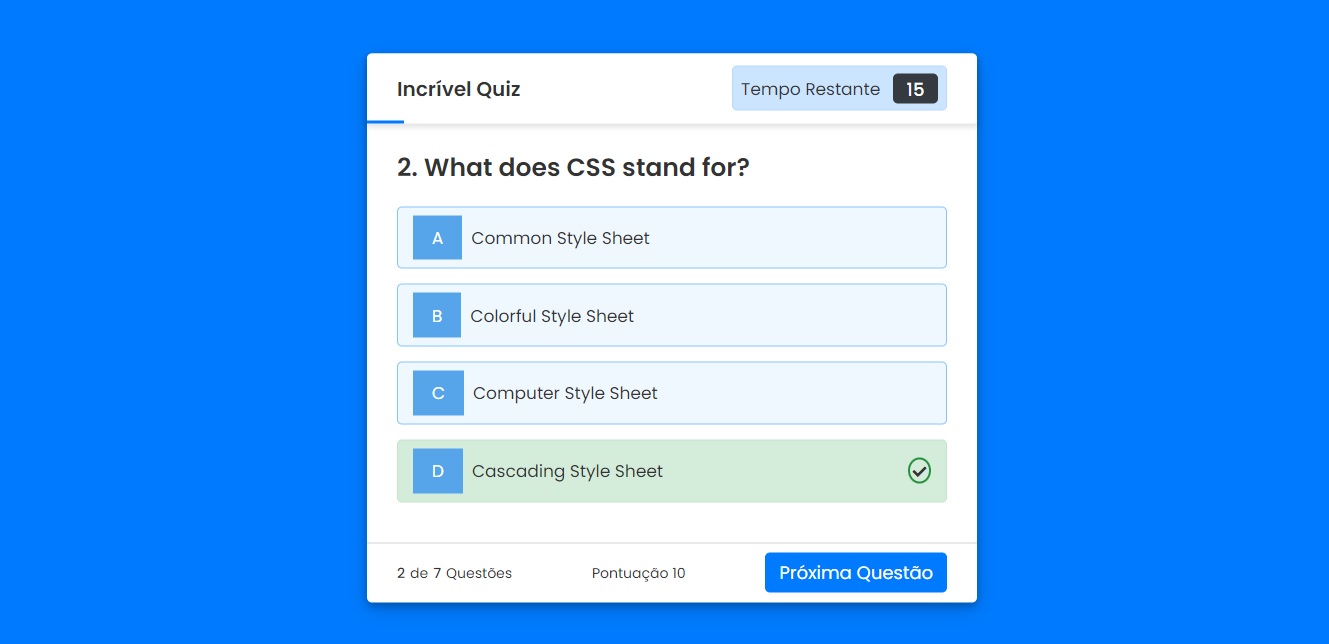 Incrível Quiz
Tempo Restante 15
2. What does CSS stand for?
A Common Style Sheet
B Colorful Style Sheet
C Computer Style Sheet
D Cascading Style Sheet
2 de 7 Questões Pontuação 10 Próxima Questão